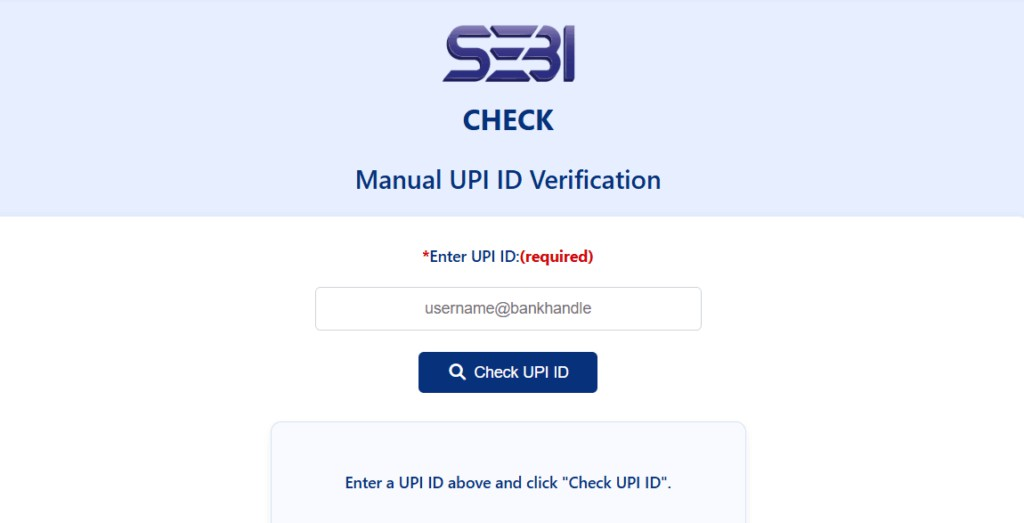 SEBI
CHECK
Manual UPI ID Verification
*Enter UPI ID:(required)
username@bankhandle
Check UPI ID
Enter a UPI ID above and click "Check UPI ID".